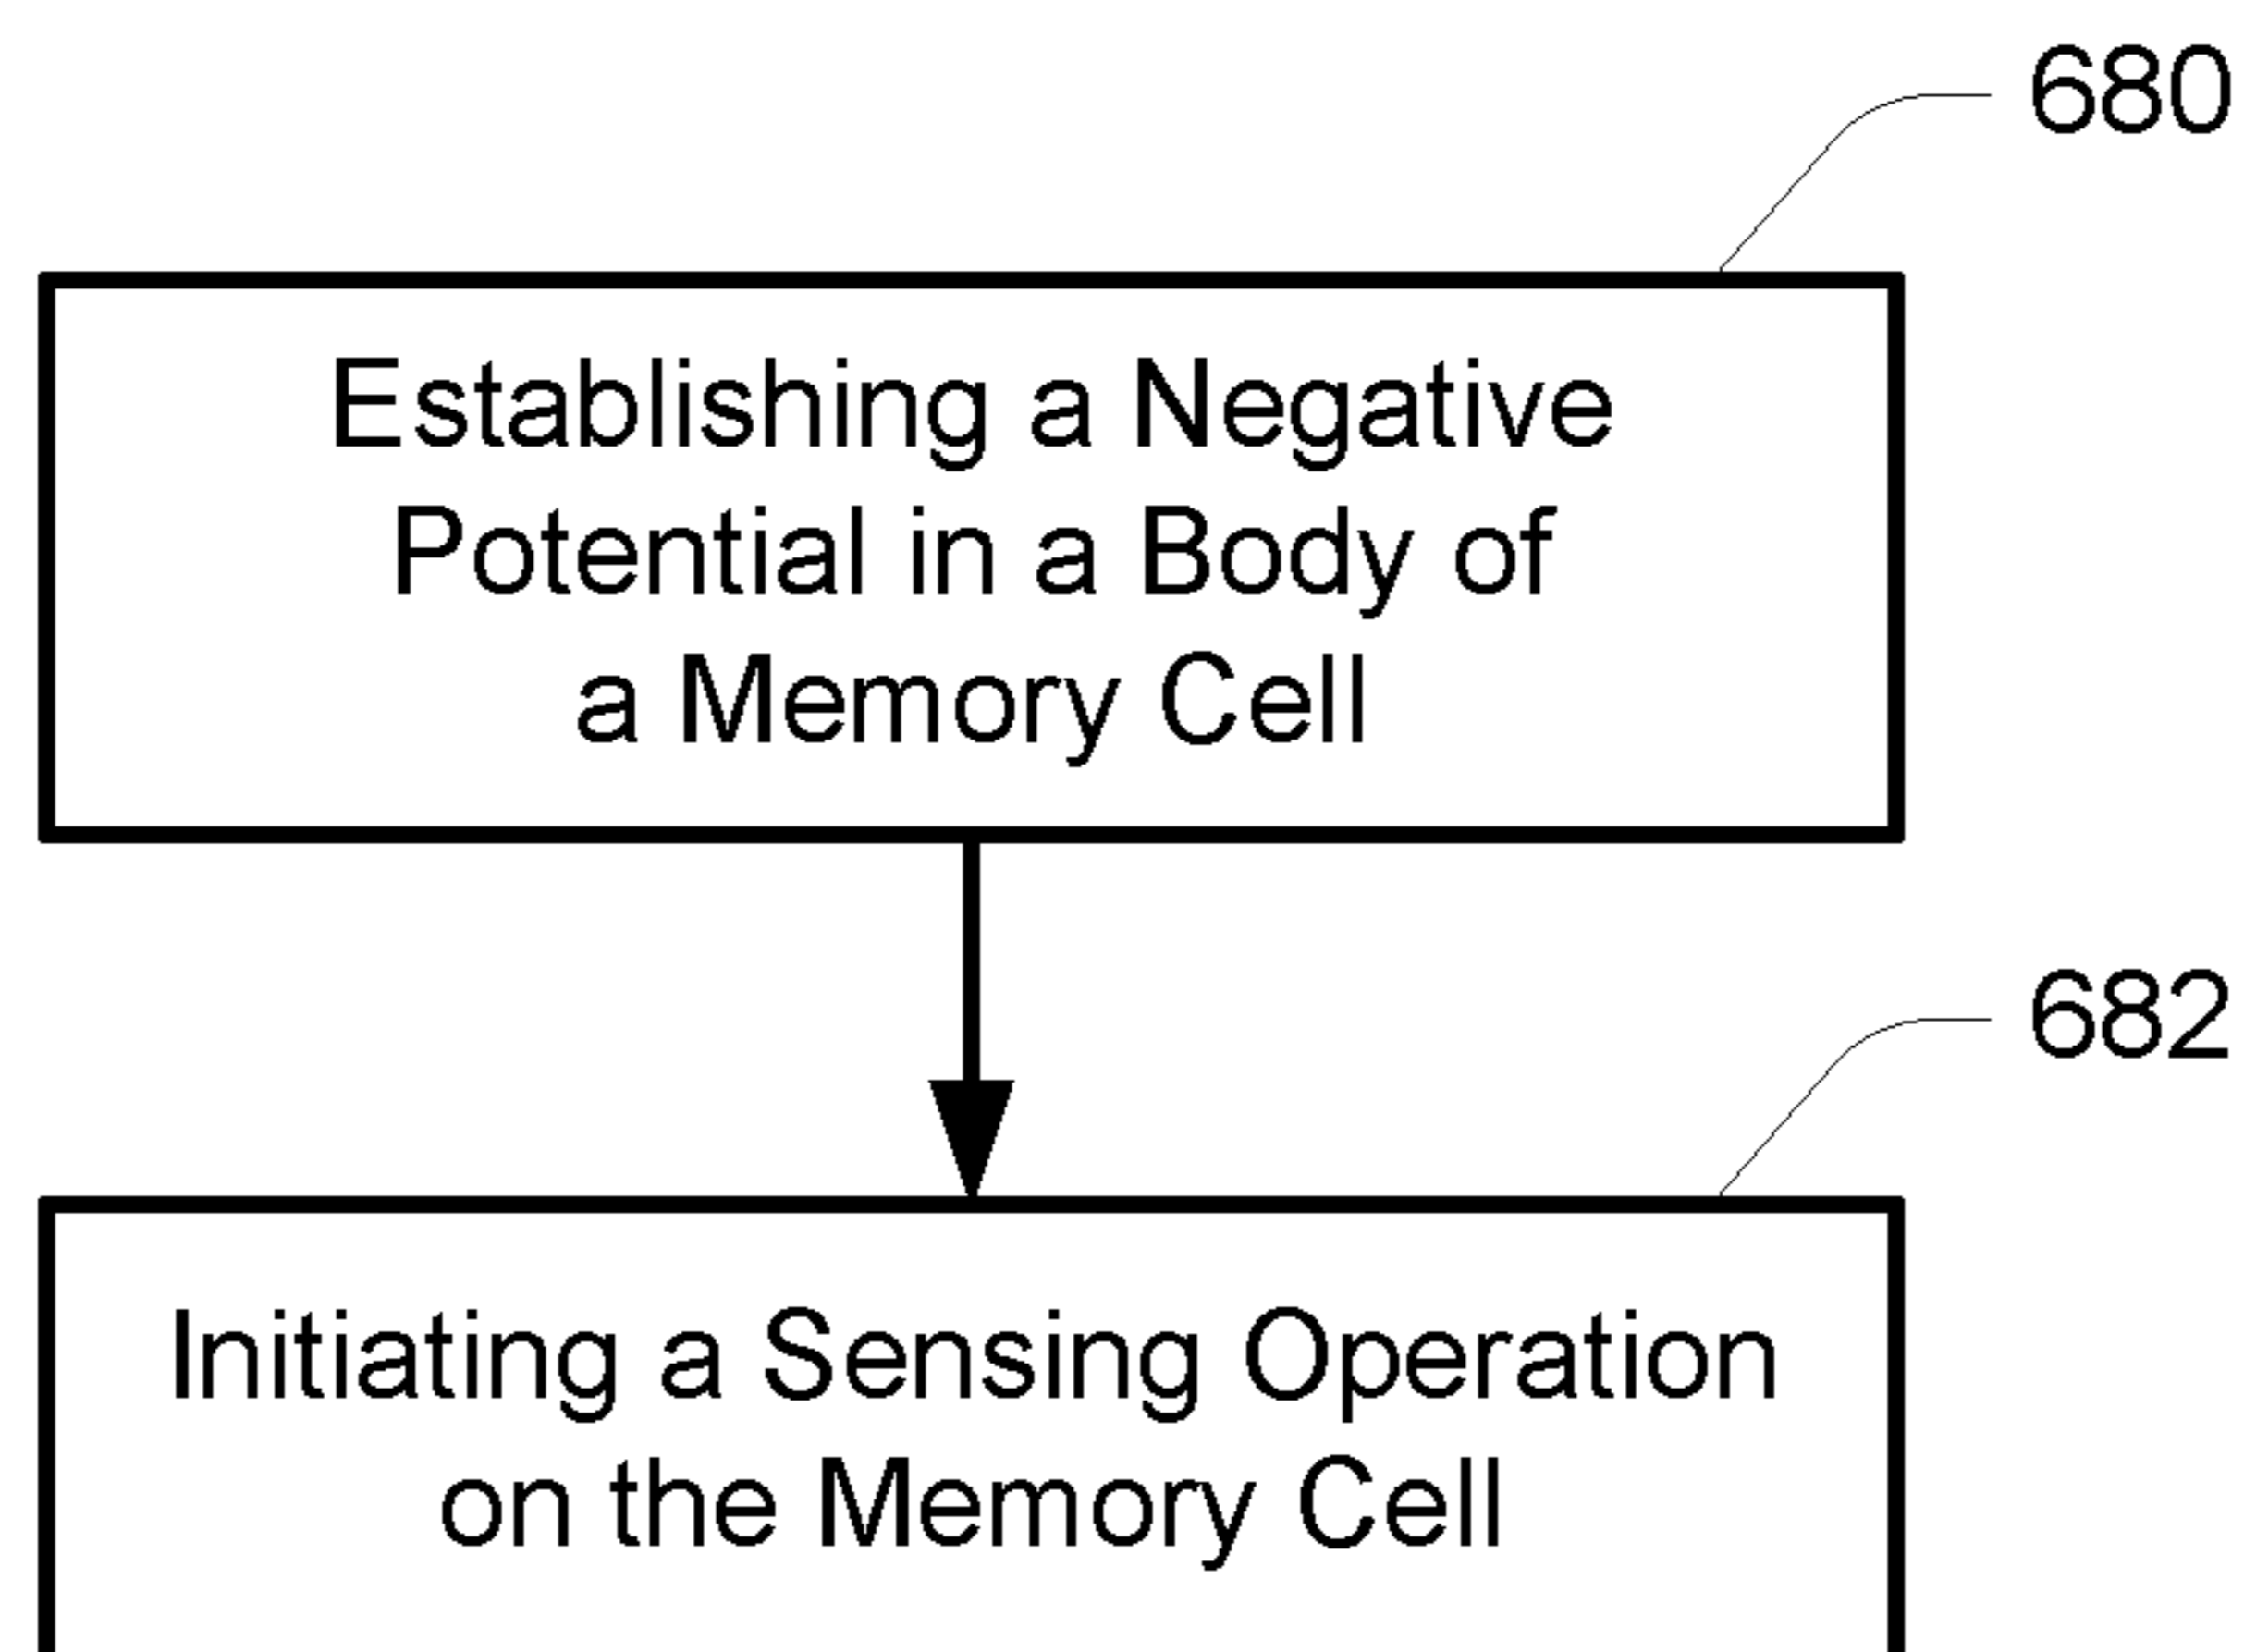 680
Establishing a Negative
Potential in a Body of
a Memory Cell
682
Initiating a Sensing Operation
on the Memory Cell